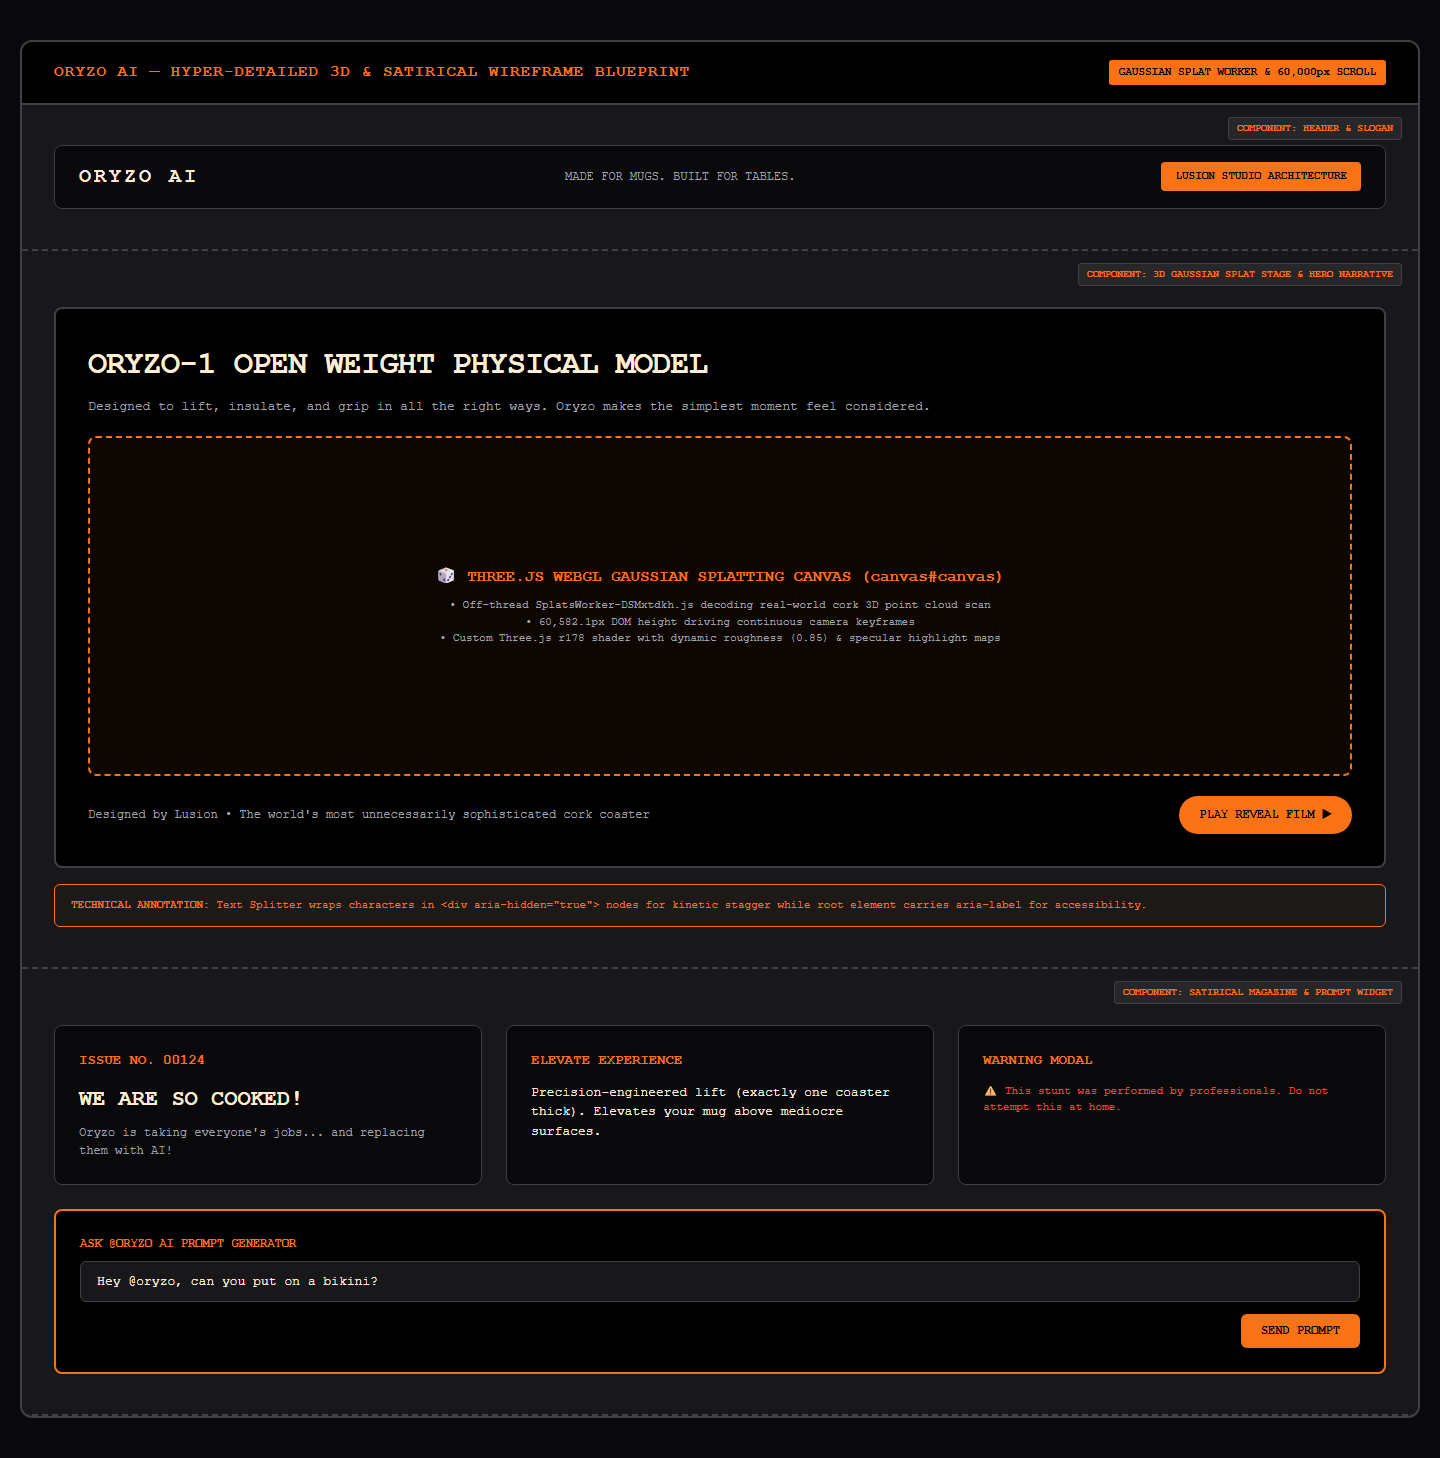 ORYZO AI — HYPER-DETAILED 3D & SATIRICAL WIREFRAME BLUEPRINT
GAUSSIAN SPLAT WORKER & 60,000px SCROLL
COMPONENT: HEADER & SLOGAN
ORYZO AI
MADE FOR MUGS. BUILT FOR TABLES.
LUSION STUDIO ARCHITECTURE
COMPONENT: 3D GAUSSIAN SPLAT STAGE & HERO NARRATIVE
ORYZO-1 OPEN WEIGHT PHYSICAL MODEL
Designed to lift, insulate, and grip in all the right ways. Oryzo makes the simplest moment feel considered.
🎲 THREE.JS WEBGL GAUSSIAN SPLATTING CANVAS (canvas#canvas)
• Off-thread SplatsWorker-DSMxtdkh.js decoding real-world cork 3D point cloud scan
• 60,582.1px DOM height driving continuous camera keyframes
• Custom Three.js r178 shader with dynamic roughness (0.85) & specular highlight maps
Designed by Lusion • The world's most unnecessarily sophisticated cork coaster
PLAY REVEAL FILM ▶
TECHNICAL ANNOTATION: Text Splitter wraps characters in <div aria-hidden="true"> nodes for kinetic stagger while root element carries aria-label for accessibility.
COMPONENT: SATIRICAL MAGAZINE & PROMPT WIDGET
ISSUE NO. 00124
WE ARE SO COOKED!
Oryzo is taking everyone's jobs... and replacing
them with AI!
ELEVATE EXPERIENCE
Precision-engineered lift (exactly one coaster
thick). Elevates your mug above mediocre
surfaces.
WARNING MODAL
⚠️ This stunt was performed by professionals. Do not
attempt this at home.
ASK @ORYZO AI PROMPT GENERATOR
Hey @oryzo, can you put on a bikini?
SEND PROMPT